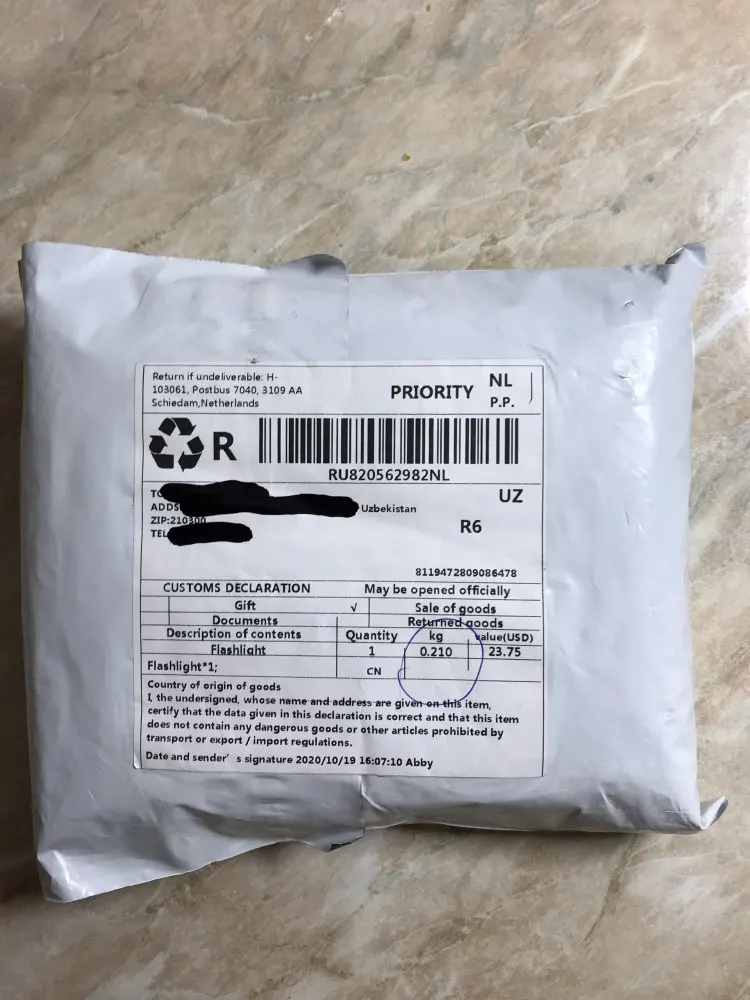 Return if undeliverable: H-
103061, Postbus 7040, 3109 AA
Schiedam,Netherlands
PRIORITY
NL
P.P.
R
RU820562982NL
TO
ADDS
Uzbekistan
ZIP:210300
TEL
UZ
R6
8119472809086478
CUSTOMS DECLARATION May be opened officially
Gift √ Sale of goods
Documents Returned goods
Description of contents Quantity kg value(USD)
Flashlight 1 0.210 23.75
Flashlight*1;
CN
Country of origin of goods
I, the undersigned, whose name and address are given on this item,
certify that the data given in this declaration is correct and that this item
does not contain any dangerous goods or other articles prohibited by
transport or export / import regulations.
Date and sender's signature 2020/10/19 16:07:10 Abby